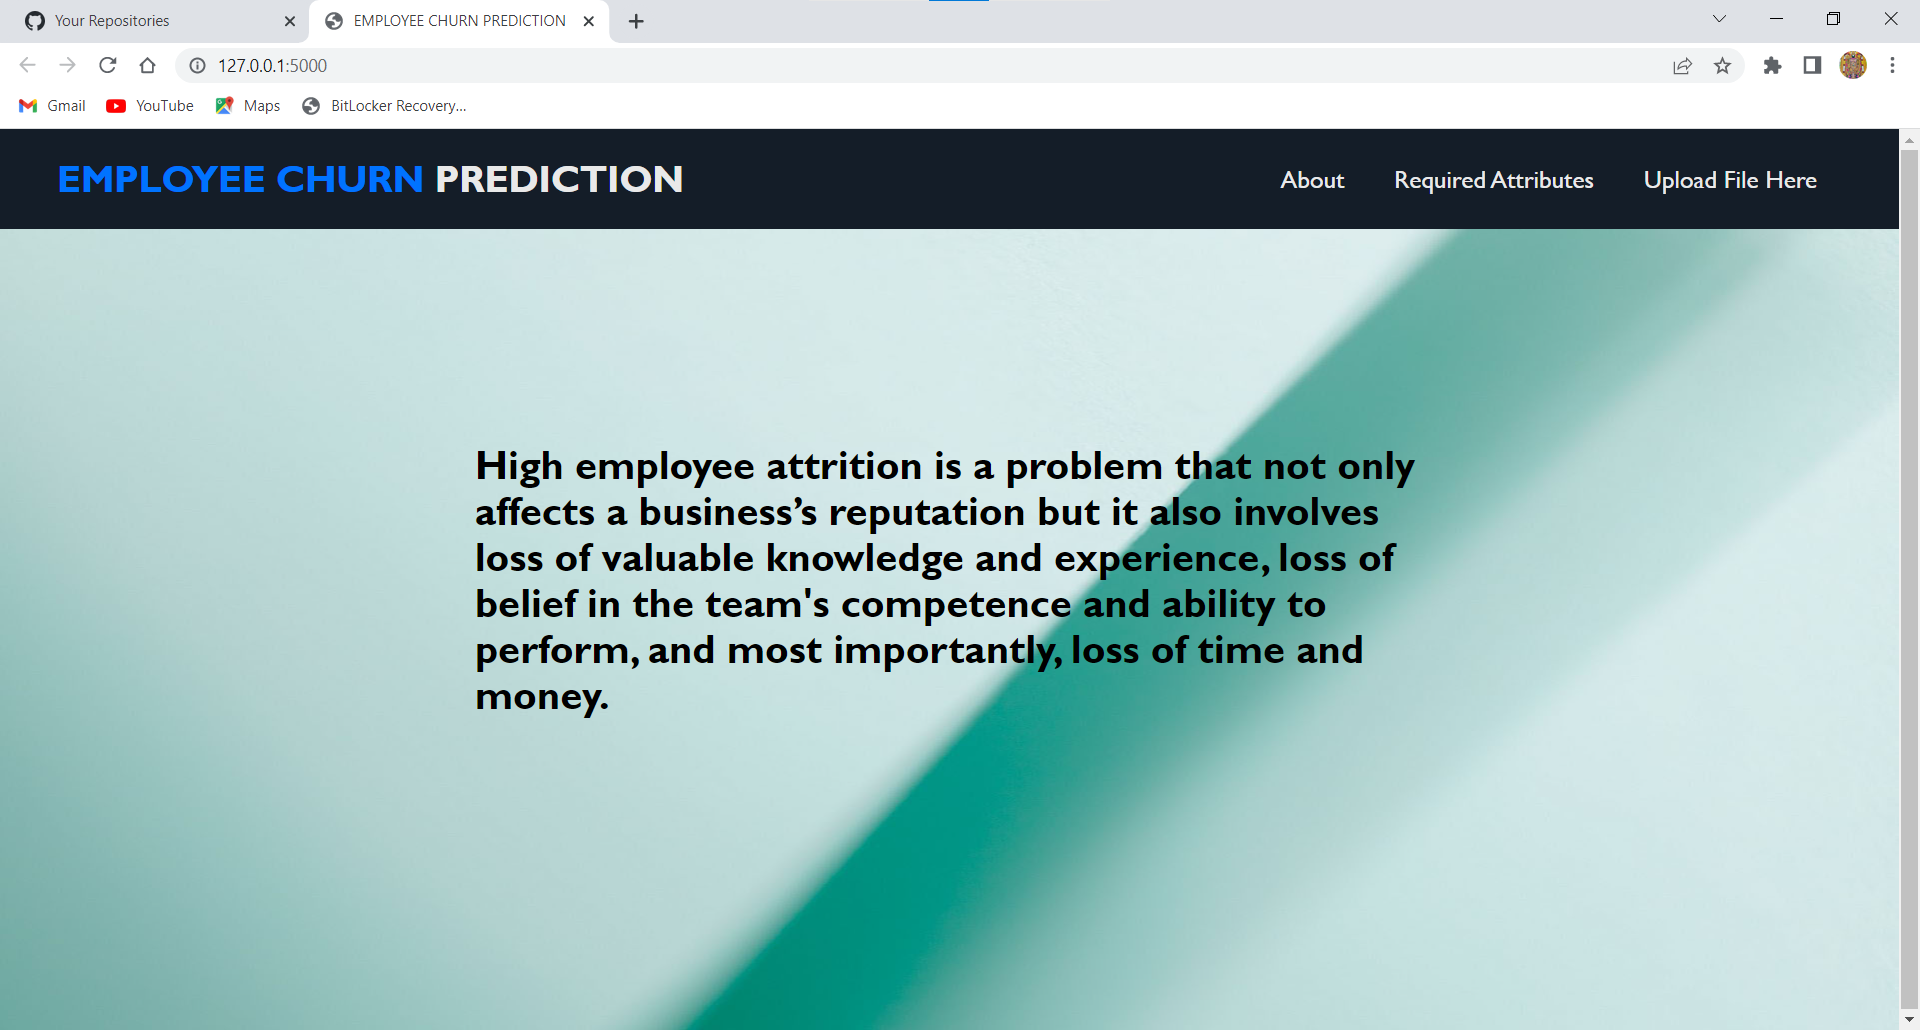 Your Repositories
EMPLOYEE CHURN PREDICTION
127.0.0.1:5000
Gmail
YouTube
Maps
BitLocker Recovery...
EMPLOYEE CHURN PREDICTION
About
Required Attributes
Upload File Here
High employee attrition is a problem that not only
affects a business’s reputation but it also involves
loss of valuable knowledge and experience, loss of
belief in the team's competence and ability to
perform, and most importantly, loss of time and
money.